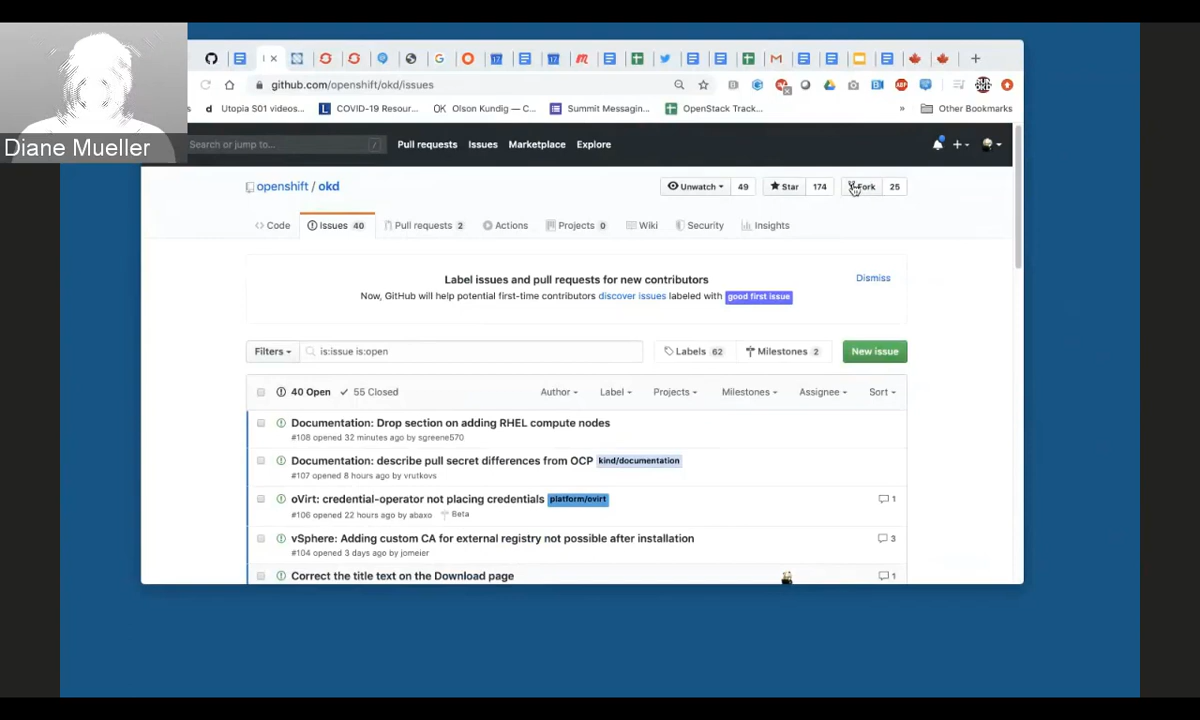 Diane Mueller
github.com/openshift/okd/issues
Utopia S01 videos...
COVID-19 Resour...
OK Olson Kundig — C...
Summit Messagin...
OpenStack Track...
» Other Bookmarks
Search or jump to... /
Pull requests Issues Marketplace Explore
openshift / okd
Unwatch 49 Star 174 Fork 25
Code Issues 40 Pull requests 2 Actions Projects 0 Wiki Security Insights
Label issues and pull requests for new contributors
Dismiss
Now, GitHub will help potential first-time contributors discover issues labeled with good first issue
Filters is:issue is:open Labels 62 Milestones 2 New issue
40 Open 55 Closed Author Label Projects Milestones Assignee Sort
Documentation: Drop section on adding RHEL compute nodes
#108 opened 32 minutes ago by sgreene570
Documentation: describe pull secret differences from OCP kind/documentation
#107 opened 8 hours ago by vrutkovs
oVirt: credential-operator not placing credentials platform/ovirt 1
#106 opened 22 hours ago by abaxo Beta
vSphere: Adding custom CA for external registry not possible after installation 3
#104 opened 3 days ago by jomeier
Correct the title text on the Download page 1